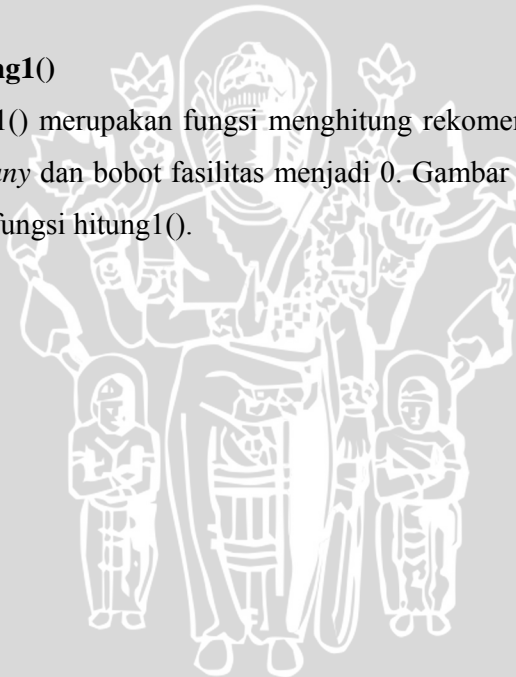 ng1()
1() merupakan fungsi menghitung rekomen
any dan bobot fasilitas menjadi 0. Gambar
fungsi hitung1().